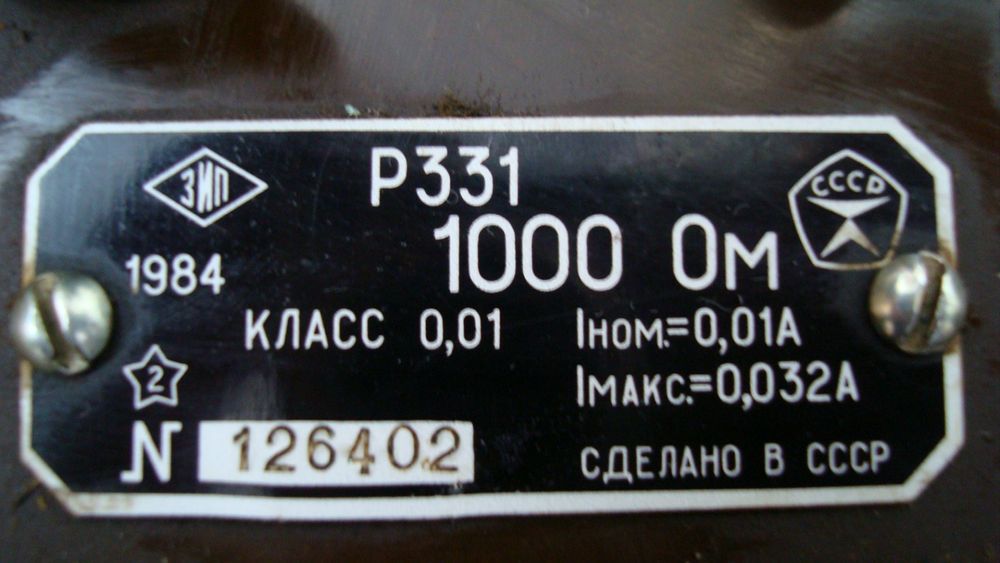 ЗИП
Р331
СССР
1000 Ом
1984
КЛАСС 0,01 Iном.=0,01А
2
Iмакс.=0,032А
N 126402
СДЕЛАНО В СССР